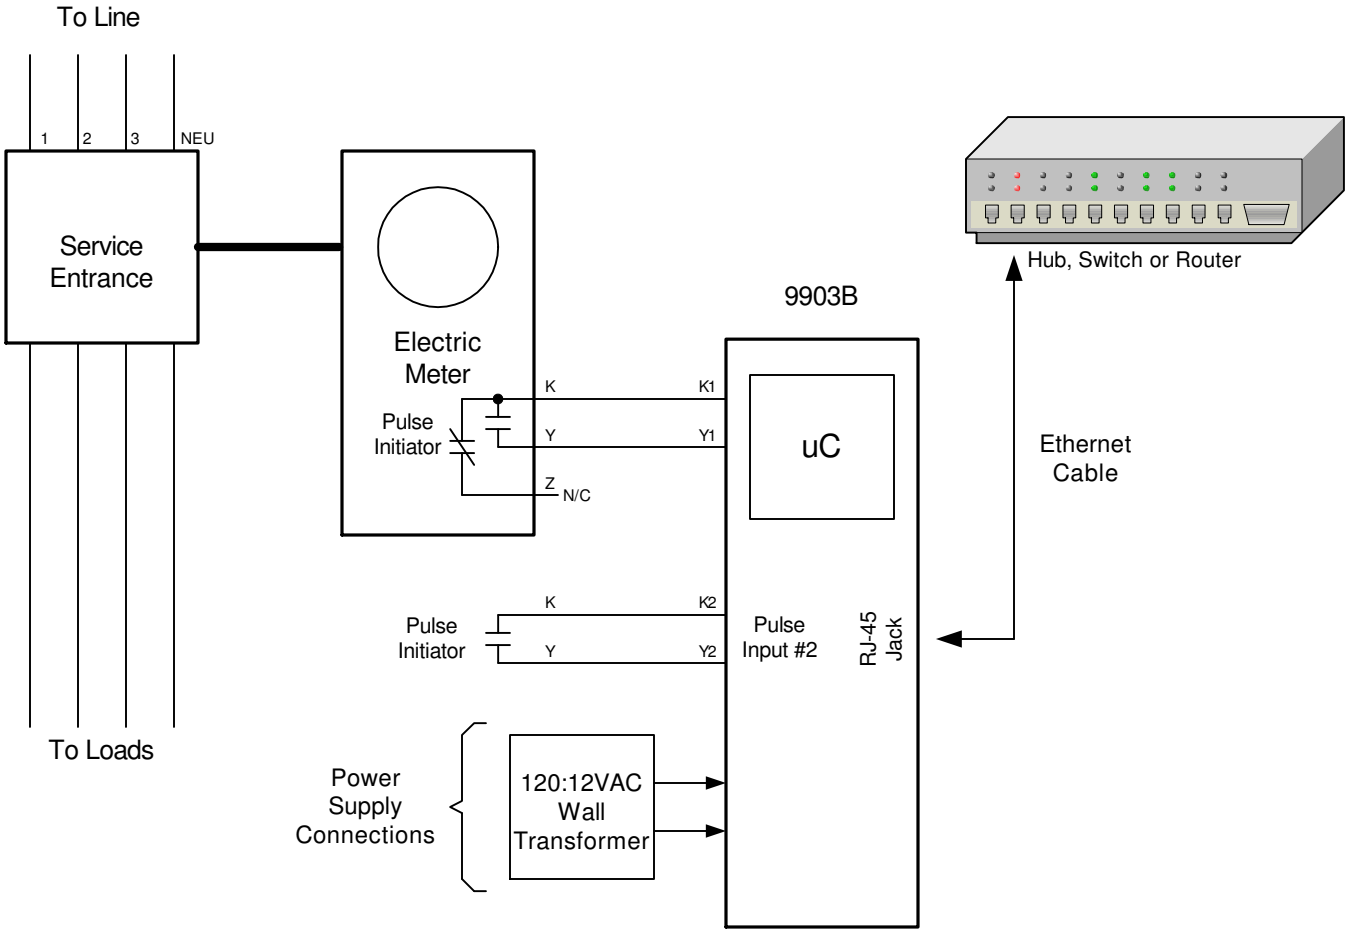 To Line
1
2
3
NEU
Service
Entrance
To Loads
Electric
Meter
Pulse
Initiator
K
Y
Z
N/C
K1
Y1
9903B
uC
Hub, Switch or Router
Ethernet
Cable
Pulse
Initiator
K
Y
K2
Y2
Pulse
Input #2
RJ-45
Jack
Power
Supply
Connections
120:12VAC
Wall
Transformer